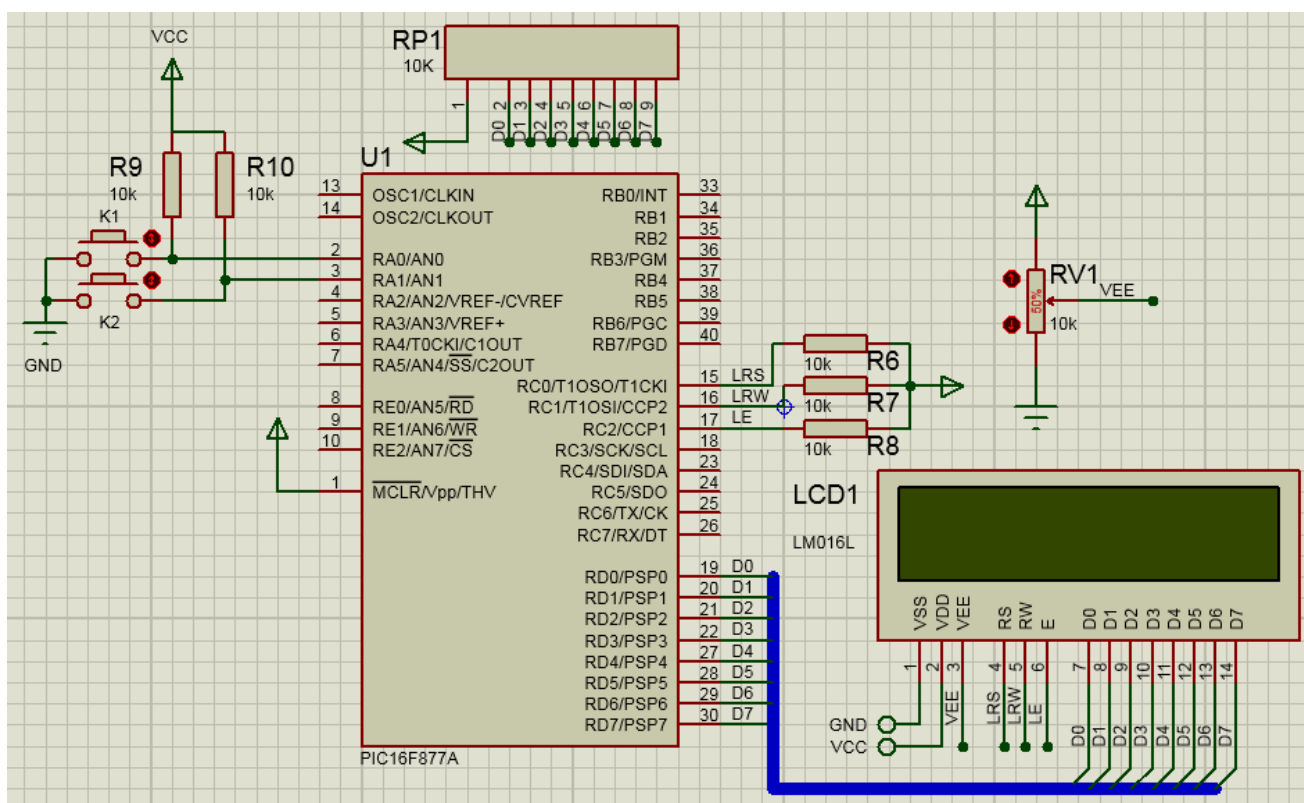 VCC
RP1
10K
1
2
3
4
5
6
7
8
9
D0
D1
D2
D3
D4
D5
D6
D7
R9
10k
R10
10k
K1
K2
GND
U1
13 OSC1/CLKIN
14 OSC2/CLKOUT
2 RA0/AN0
3 RA1/AN1
4 RA2/AN2/VREF-/CVREF
5 RA3/AN3/VREF+
6 RA4/T0CKI/C1OUT
7 RA5/AN4/SS/C2OUT
8 RE0/AN5/RD
9 RE1/AN6/WR
10 RE2/AN7/CS
1 MCLR/Vpp/THV
RB0/INT 33
RB1 34
RB2 35
RB3/PGM 36
RB4 37
RB5 38
RB6/PGC 39
RB7/PGD 40
RC0/T1OSO/T1CKI 15 LRS
RC1/T1OSI/CCP2 16 LRW
RC2/CCP1 17 LE
RC3/SCK/SCL 18
RC4/SDI/SDA 23
RC5/SDO 24
RC6/TX/CK 25
RC7/RX/DT 26
RD0/PSP0 19 D0
RD1/PSP1 20 D1
RD2/PSP2 21 D2
RD3/PSP3 22 D3
RD4/PSP4 27 D4
RD5/PSP5 28 D5
RD6/PSP6 29 D6
RD7/PSP7 30 D7
PIC16F877A
R6
10k
R7
10k
R8
10k
RV1
50%
10k
VEE
LCD1
LM016L
VSS
VDD
VEE
RS
RW
E
D0
D1
D2
D3
D4
D5
D6
D7
1
2
3
4
5
6
7
8
9
10
11
12
13
14
VEE
LRS
LRW
LE
D0
D1
D2
D3
D4
D5
D6
D7
GND
VCC